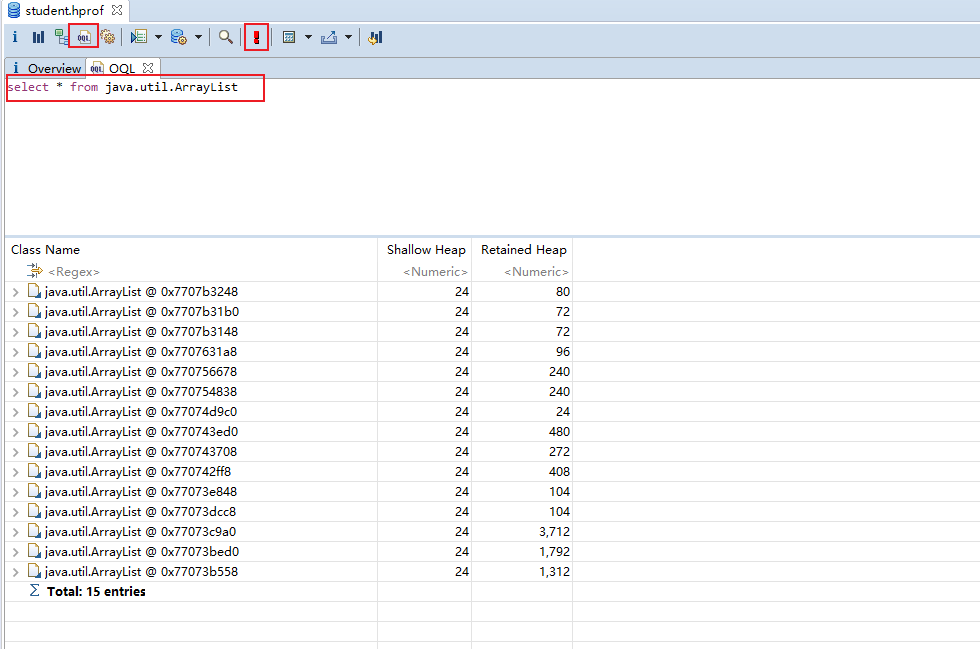 student.hprof
i OQL
i Overview OQL OQL
select * from java.util.ArrayList
Class Name Shallow Heap Retained Heap
<Regex> <Numeric> <Numeric>
java.util.ArrayList @ 0x7707b3248 24 80
java.util.ArrayList @ 0x7707b31b0 24 72
java.util.ArrayList @ 0x7707b3148 24 72
java.util.ArrayList @ 0x7707631a8 24 96
java.util.ArrayList @ 0x770756678 24 240
java.util.ArrayList @ 0x770754838 24 240
java.util.ArrayList @ 0x77074d9c0 24 24
java.util.ArrayList @ 0x770743ed0 24 480
java.util.ArrayList @ 0x770743708 24 272
java.util.ArrayList @ 0x770742ff8 24 408
java.util.ArrayList @ 0x77073e848 24 104
java.util.ArrayList @ 0x77073dcc8 24 104
java.util.ArrayList @ 0x77073c9a0 24 3,712
java.util.ArrayList @ 0x77073bed0 24 1,792
java.util.ArrayList @ 0x77073b558 24 1,312
Σ Total: 15 entries